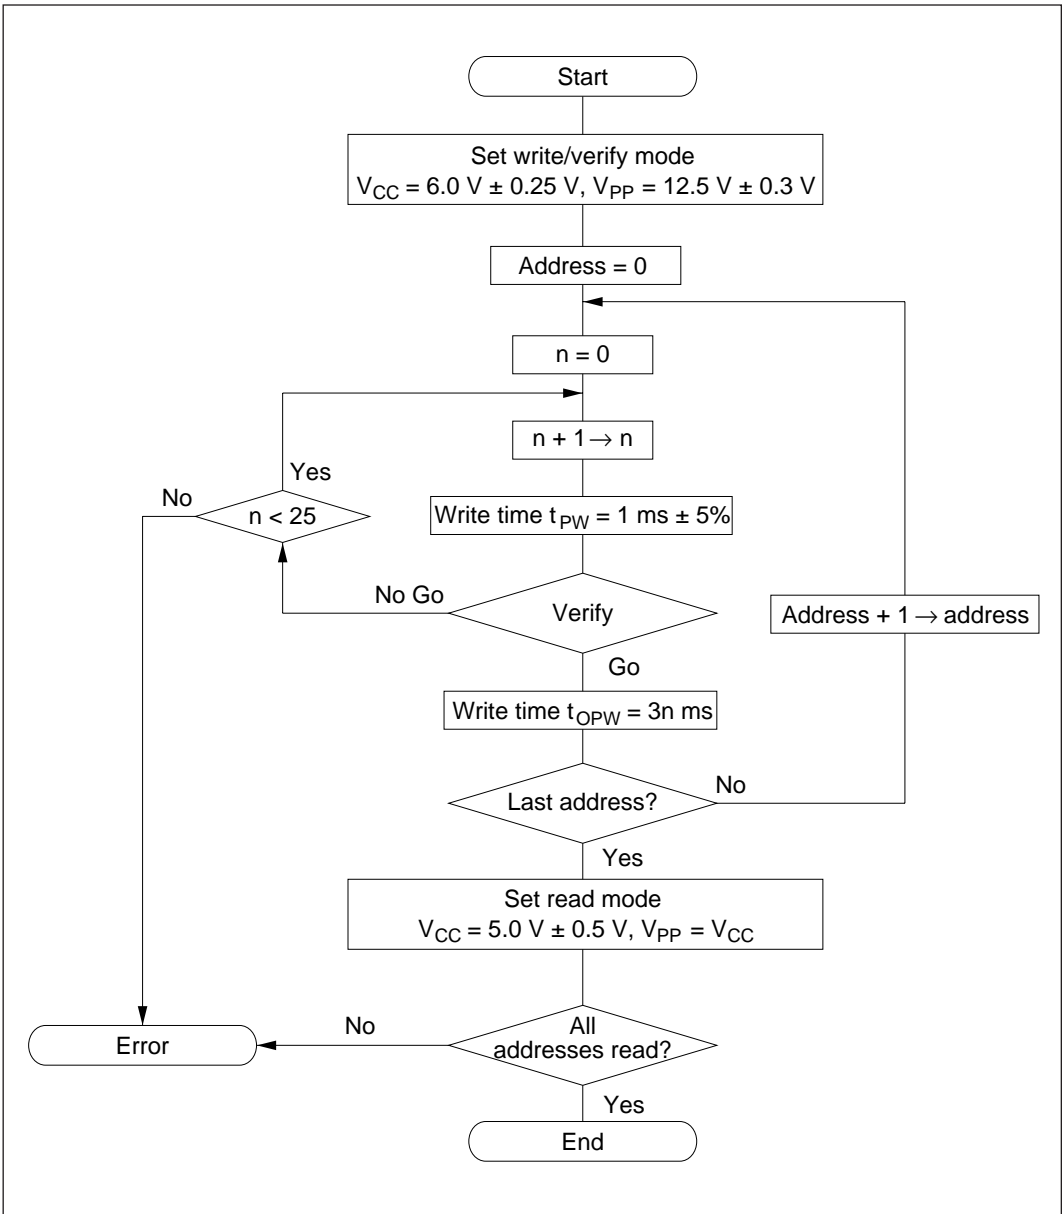 Start
Set write/verify mode
VCC = 6.0 V ± 0.25 V, VPP = 12.5 V ± 0.3 V
Address = 0
n = 0
n + 1 → n
Yes
No
n < 25
Write time tPW = 1 ms ± 5%
No Go
Verify
Address + 1 → address
Go
Write time tOPW = 3n ms
Last address?
No
Yes
Set read mode
VCC = 5.0 V ± 0.5 V, VPP = VCC
No
All
addresses read?
Error
Yes
End